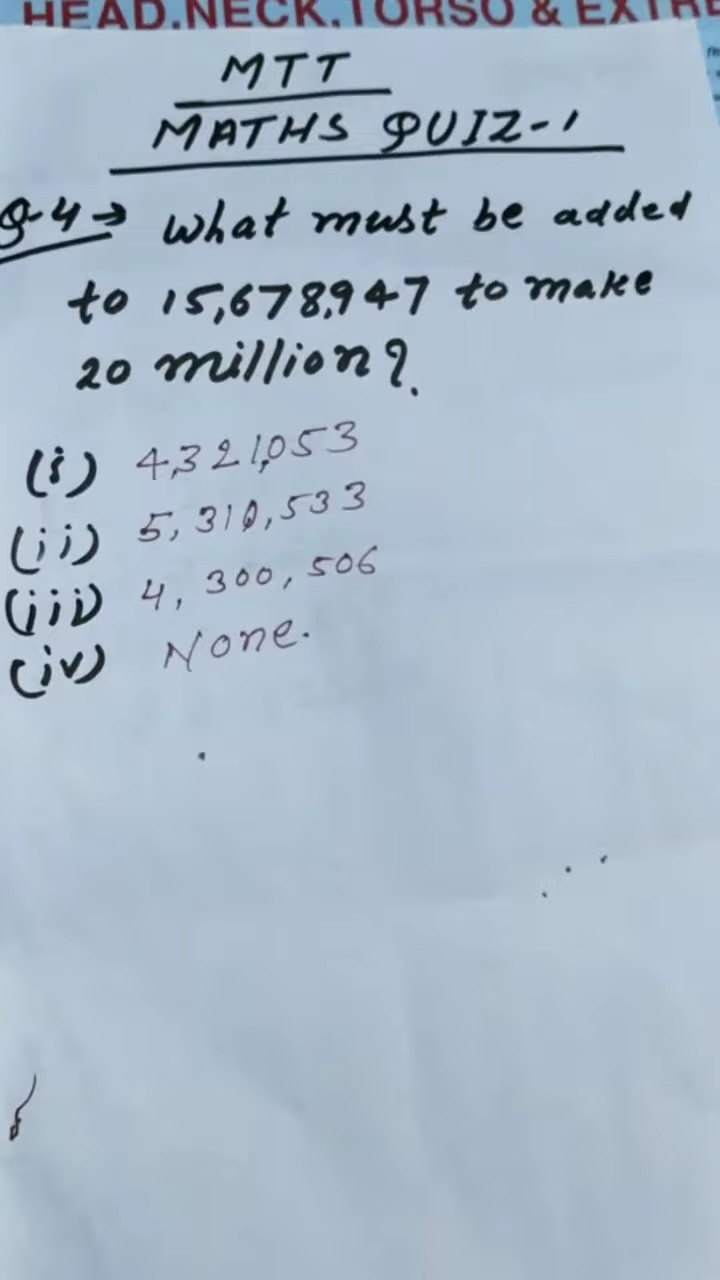 HEAD, NECK, TORSO & EXTRE
MTT
MATHS QUIZ-1
Q-4→ What must be added
to 15,678,947 to make
20 million?
(i) 4,321,053
(ii) 5,310,533
(iii) 4,300,506
(iv) None.